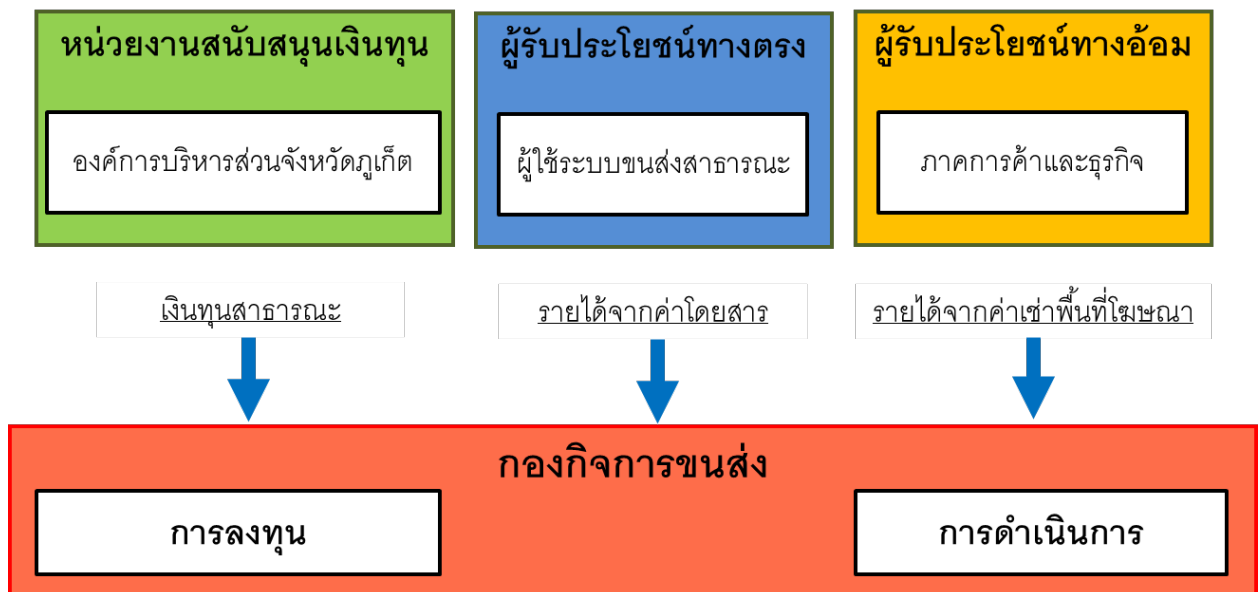 หน่วยงานสนับสนุนเงินทุน
องค์การบริหารส่วนจังหวัดภูเก็ต
ผู้รับประโยชน์ทางตรง
ผู้ใช้ระบบขนส่งสาธารณะ
ผู้รับประโยชน์ทางอ้อม
ภาคการค้าและธุรกิจ
เงินทุนสาธารณะ
รายได้จากค่าโดยสาร
รายได้จากค่าเช่าพื้นที่โฆษณา
กองกิจการขนส่ง
การลงทุน
การดำเนินการ